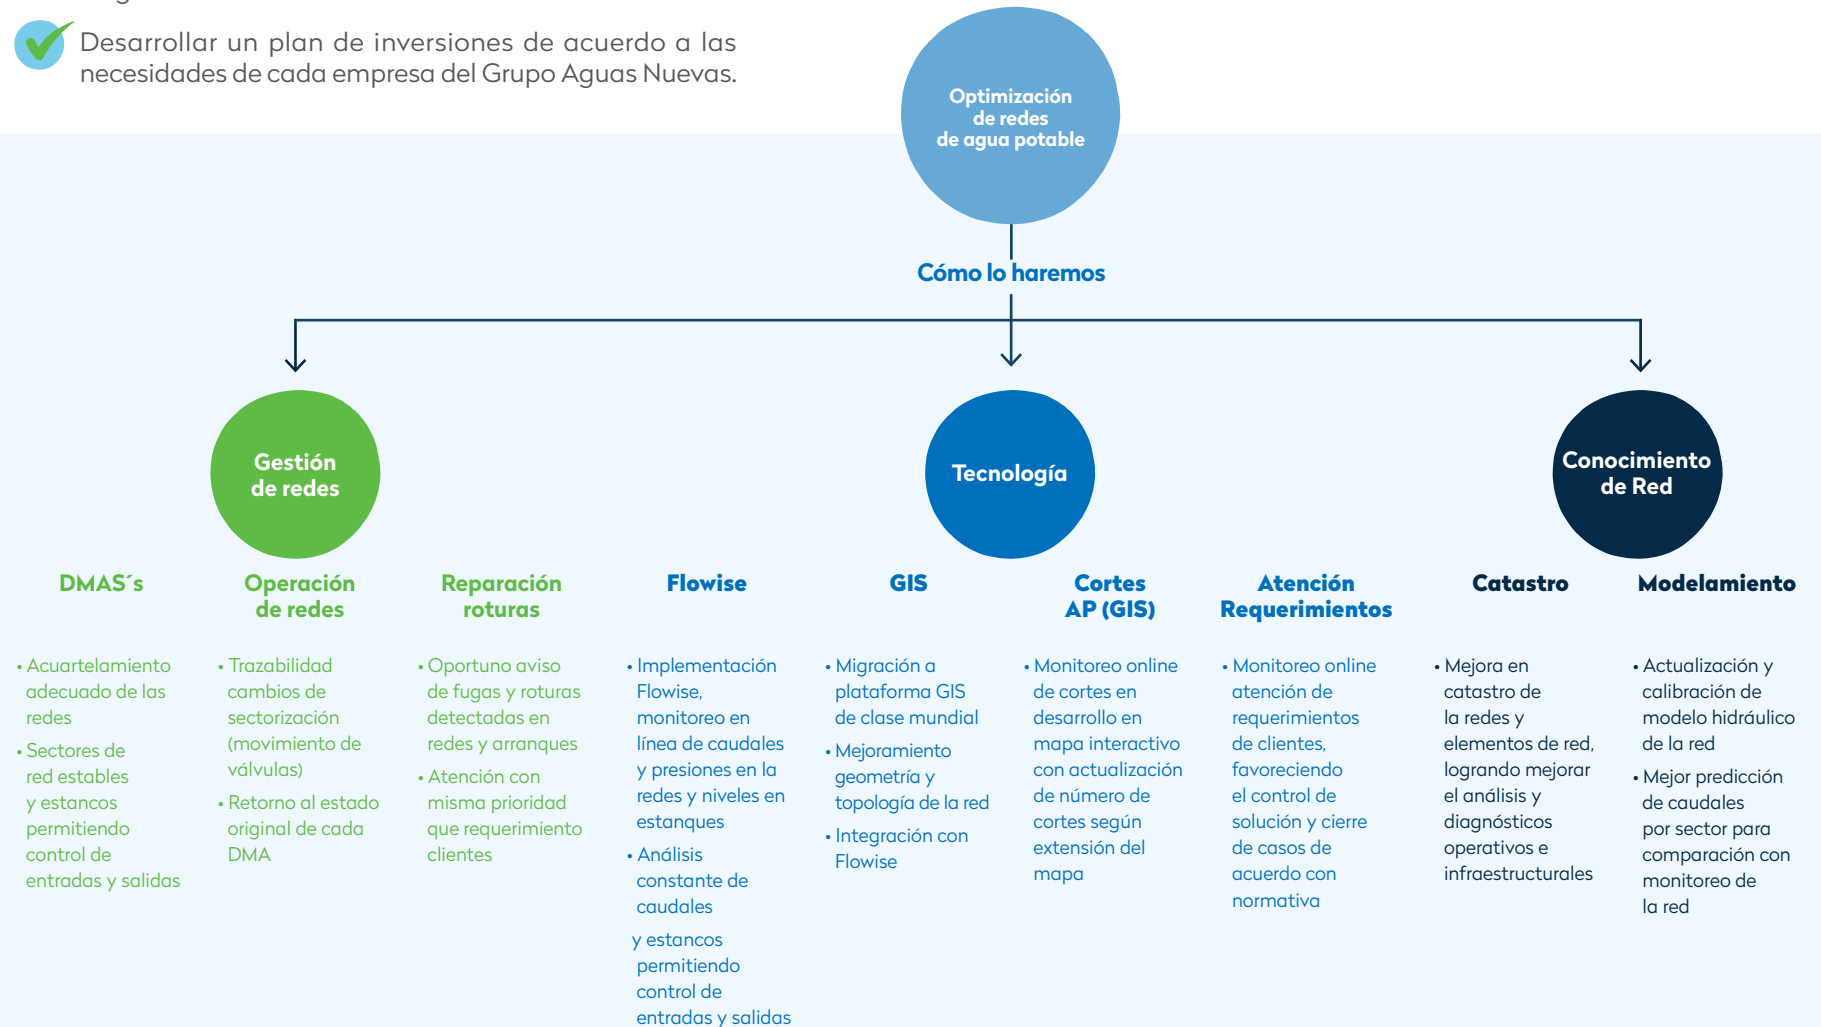 Desarrollar un plan de inversiones de acuerdo a las
necesidades de cada empresa del Grupo Aguas Nuevas.
Optimización
de redes
de agua potable
Cómo lo haremos
Gestión
de redes
Tecnología
Conocimiento
de Red
DMAS´s
• Acuartelamiento
adecuado de las
redes
• Sectores de
red estables
y estancos
permitiendo
control de
entradas y salidas
Operación
de redes
• Trazabilidad
cambios de
sectorización
(movimiento de
válvulas)
• Retorno al estado
original de cada
DMA
Reparación
roturas
• Oportuno aviso
de fugas y roturas
detectadas en
redes y arranques
• Atención con
misma prioridad
que requerimiento
clientes
Flowise
• Implementación
Flowise,
monitoreo en
línea de caudales
y presiones en la
redes y niveles en
estanques
• Análisis
constante de
caudales
y estancos
permitiendo
control de
entradas y salidas
GIS
• Migración a
plataforma GIS
de clase mundial
• Mejoramiento
geometría y
topología de la red
• Integración con
Flowise
Cortes
AP (GIS)
• Monitoreo online
de cortes en
desarrollo en
mapa interactivo
con actualización
de número de
cortes según
extensión del
mapa
Atención
Requerimientos
• Monitoreo online
atención de
requerimientos
de clientes,
favoreciendo
el control de
solución y cierre
de casos de
acuerdo con
normativa
Catastro
• Mejora en
catastro de
la redes y
elementos de red,
logrando mejorar
el análisis y
diagnósticos
operativos e
infraestructurales
Modelamiento
• Actualización y
calibración de
modelo hidráulico
de la red
• Mejor predicción
de caudales
por sector para
comparación con
monitoreo de
la red